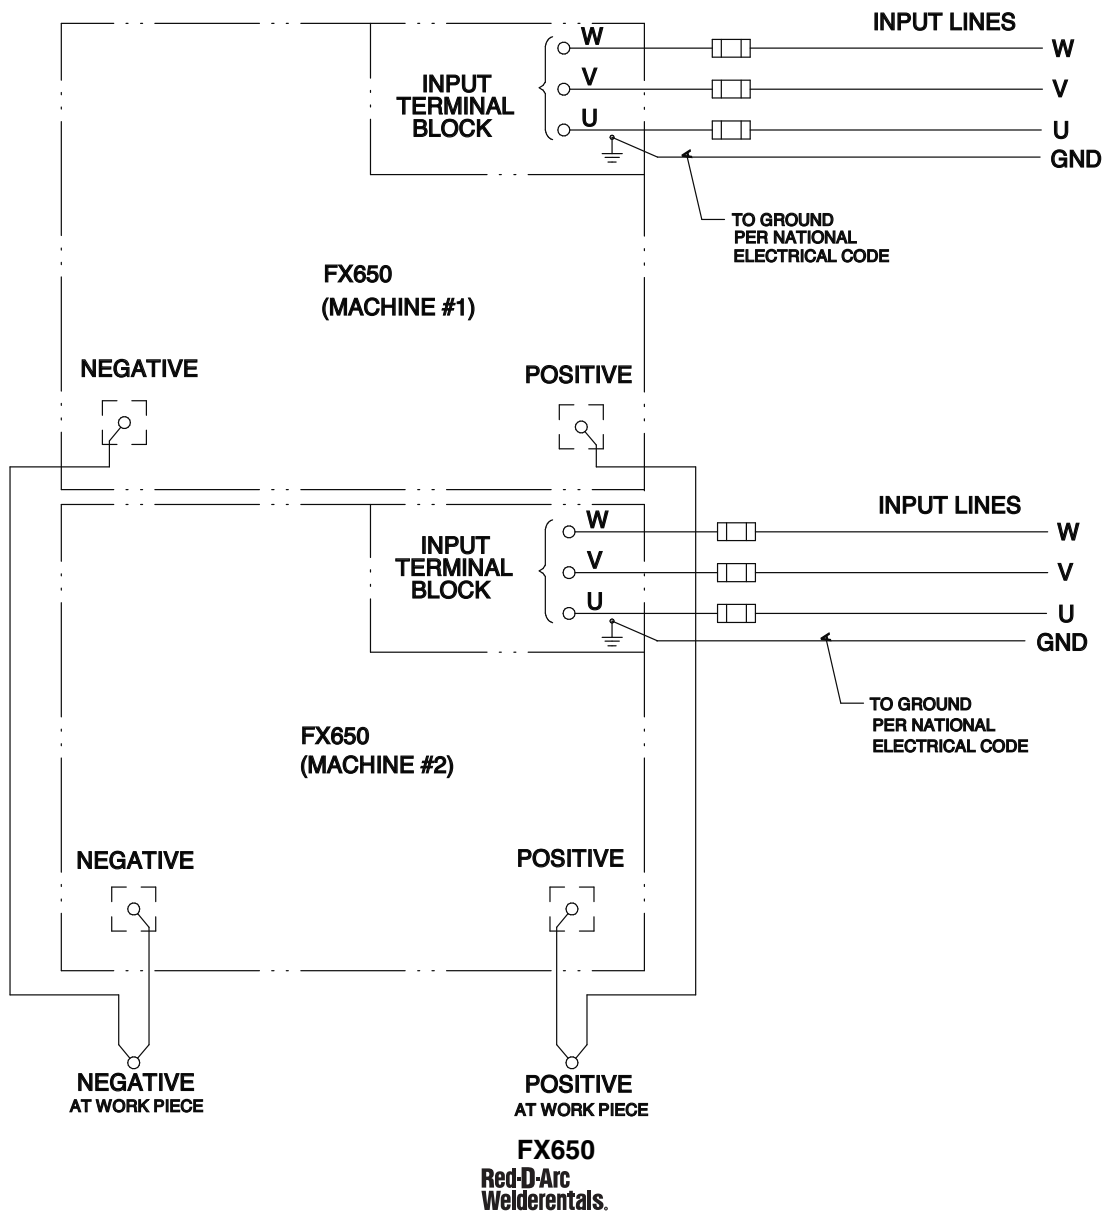 INPUT LINES
W
W
V
V
U
U
GND
INPUT
TERMINAL
BLOCK
TO GROUND
PER NATIONAL
ELECTRICAL CODE
FX650
(MACHINE #1)
NEGATIVE
POSITIVE
INPUT LINES
W
W
V
V
U
U
GND
INPUT
TERMINAL
BLOCK
TO GROUND
PER NATIONAL
ELECTRICAL CODE
FX650
(MACHINE #2)
NEGATIVE
POSITIVE
NEGATIVE
AT WORK PIECE
POSITIVE
AT WORK PIECE
FX650
Red-D-Arc
Welderentals.